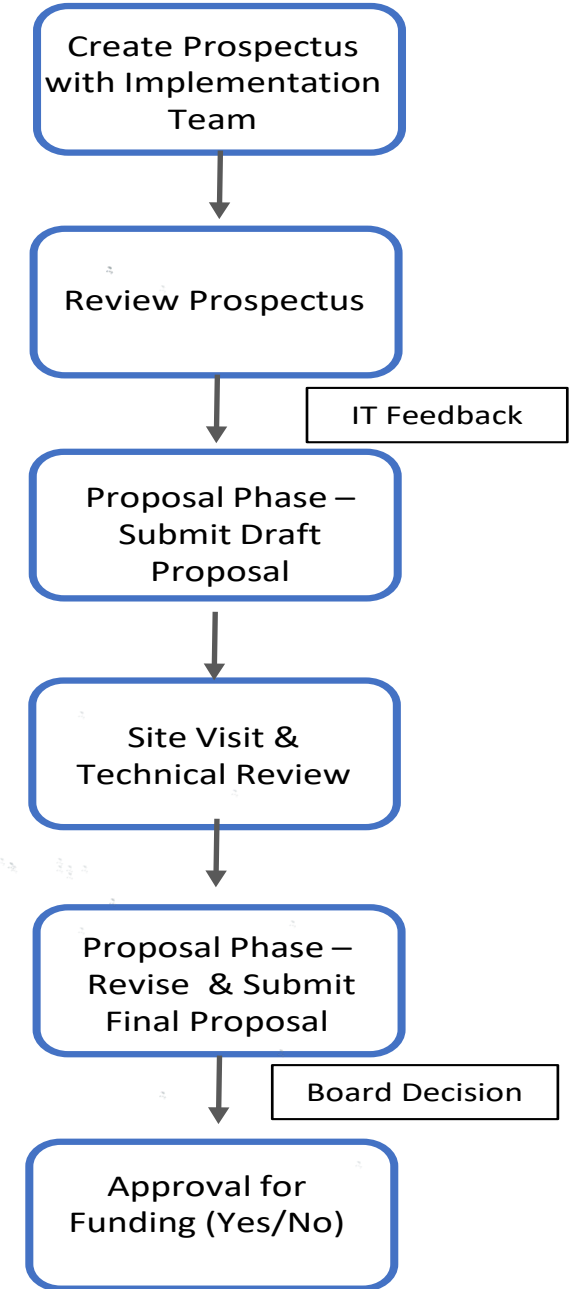 Create Prospectus
with Implementation
Team
Review Prospectus
IT Feedback
Proposal Phase –
Submit Draft
Proposal
Site Visit &
Technical Review
Proposal Phase –
Revise & Submit
Final Proposal
Board Decision
Approval for
Funding (Yes/No)